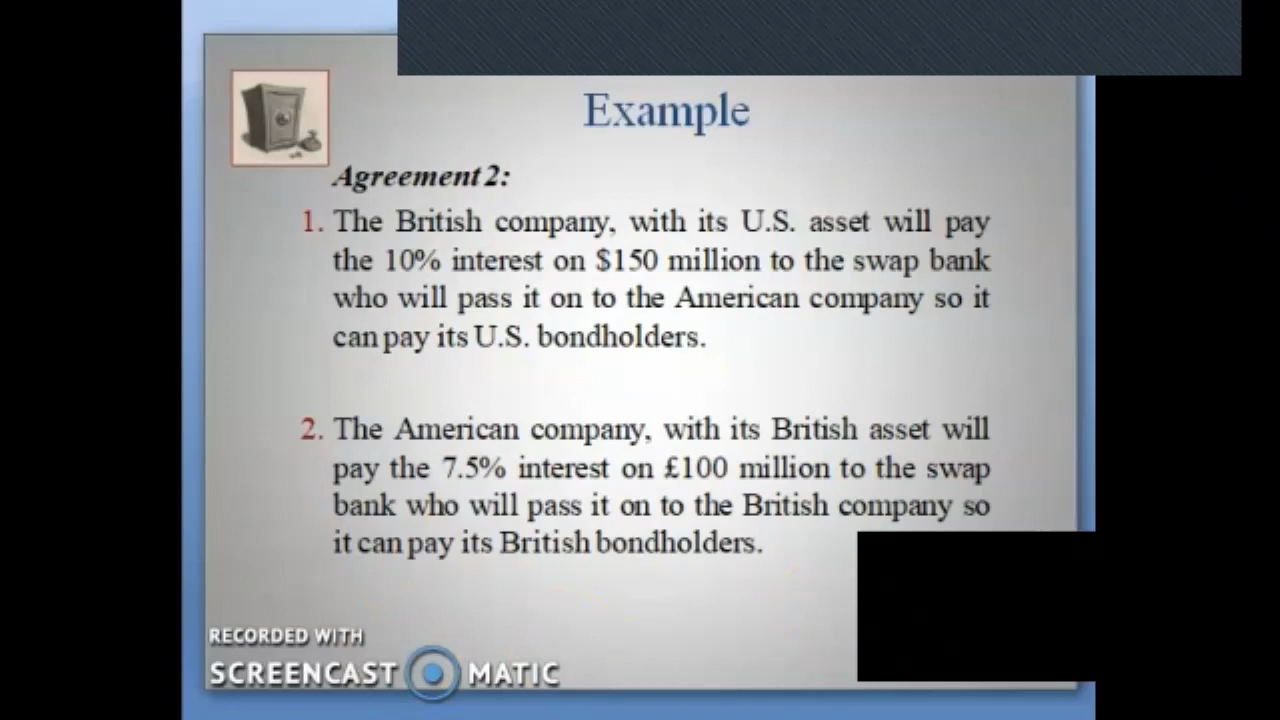 Example
Agreement 2:
1. The British company, with its U.S. asset will pay
the 10% interest on $150 million to the swap bank
who will pass it on to the American company so it
can pay its U.S. bondholders.
2. The American company, with its British asset will
pay the 7.5% interest on £100 million to the swap
bank who will pass it on to the British company so
it can pay its British bondholders.
RECORDED WITH
SCREENCAST MATIC